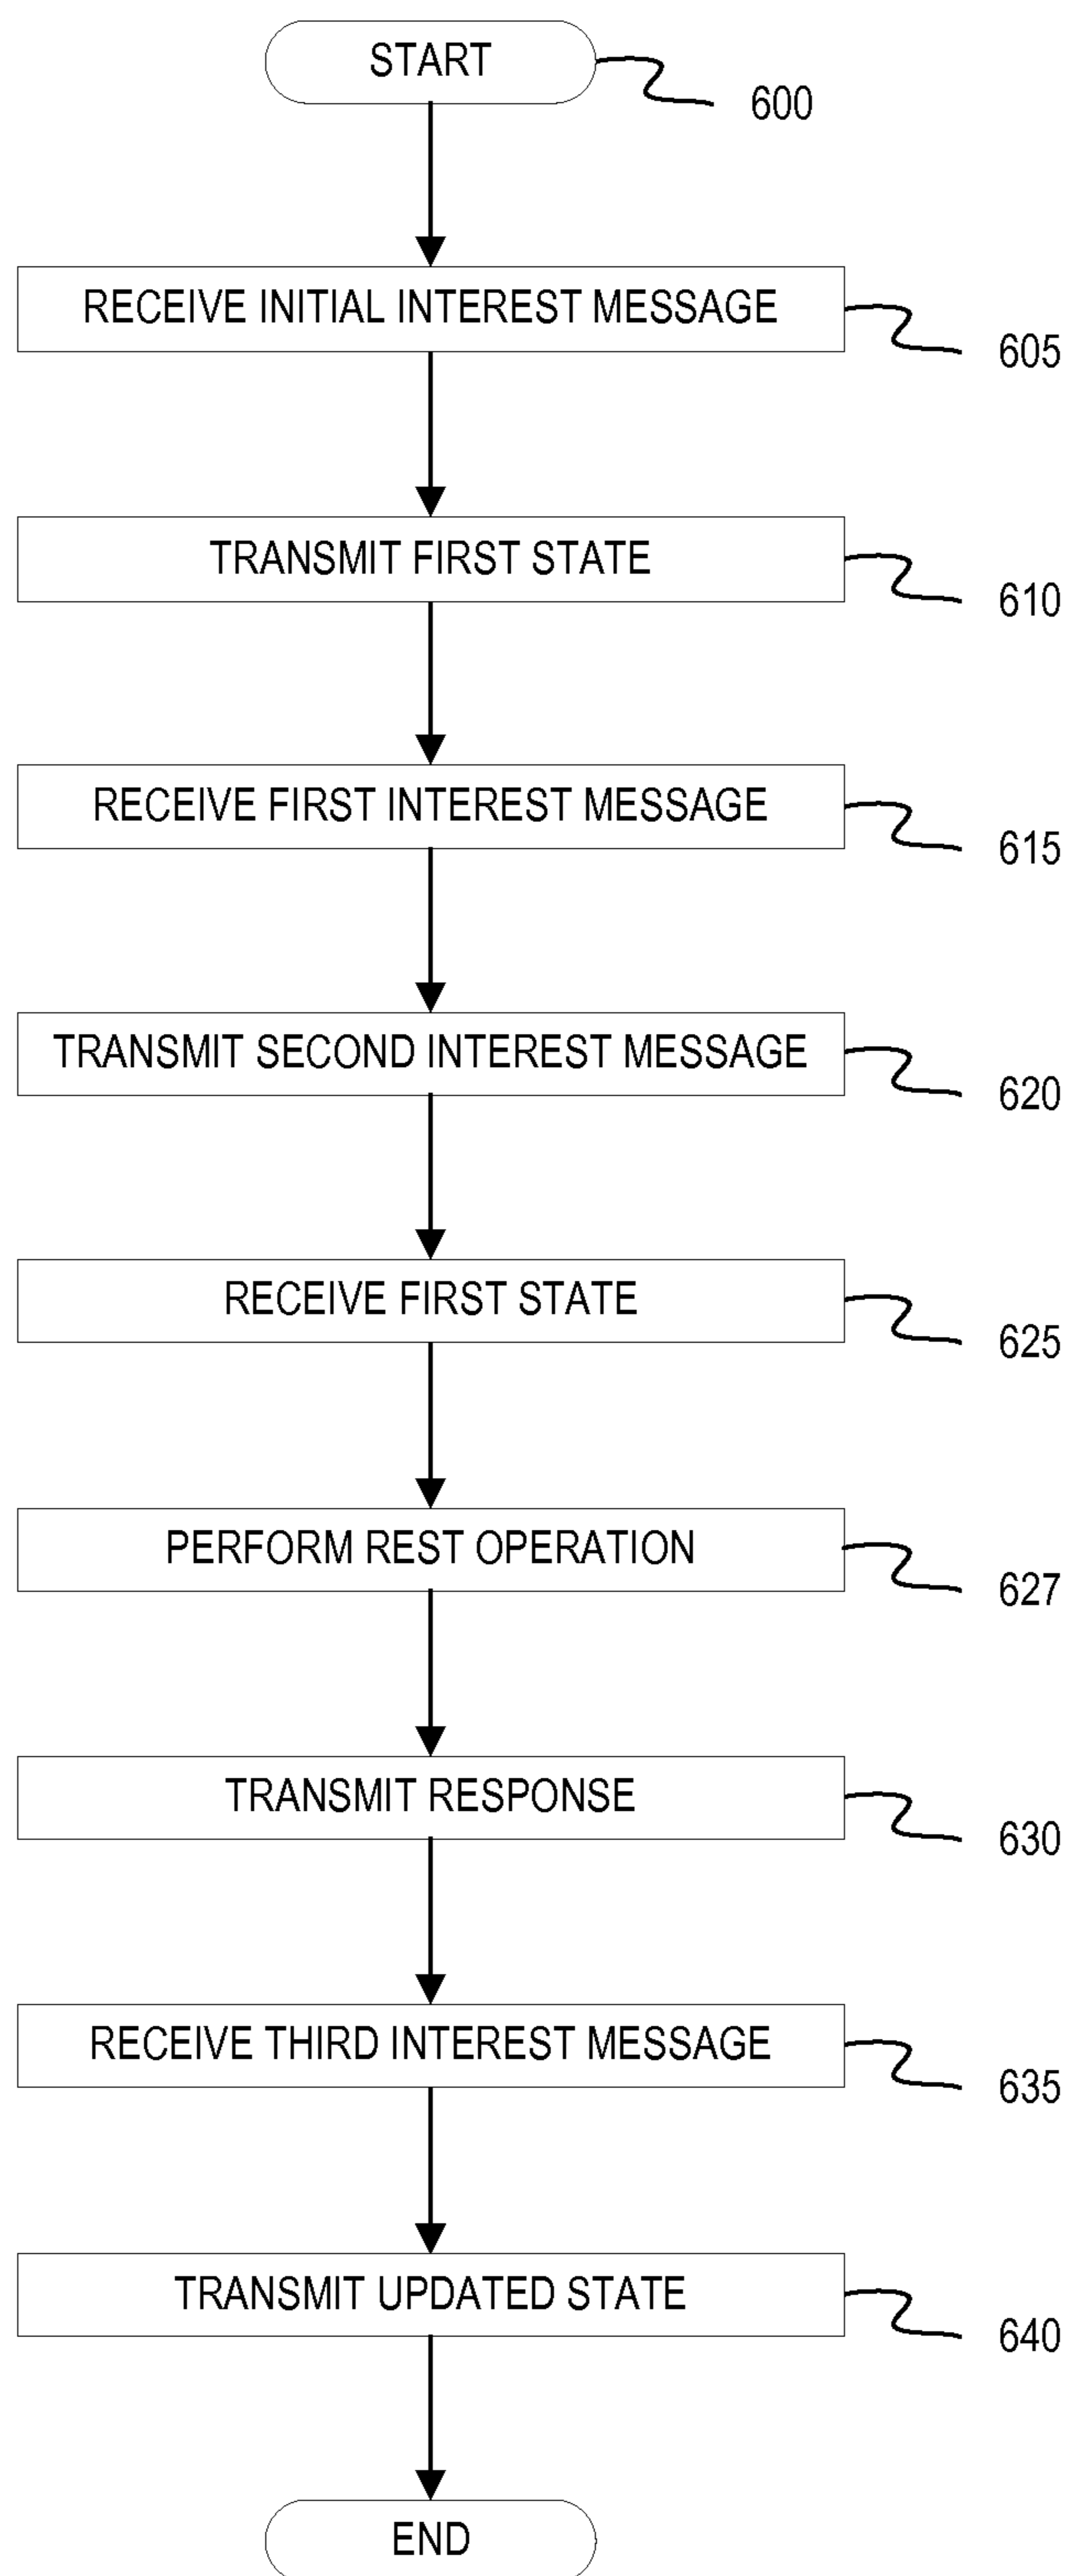 START
600
RECEIVE INITIAL INTEREST MESSAGE
605
TRANSMIT FIRST STATE
610
RECEIVE FIRST INTEREST MESSAGE
615
TRANSMIT SECOND INTEREST MESSAGE
620
RECEIVE FIRST STATE
625
PERFORM REST OPERATION
627
TRANSMIT RESPONSE
630
RECEIVE THIRD INTEREST MESSAGE
635
TRANSMIT UPDATED STATE
640
END